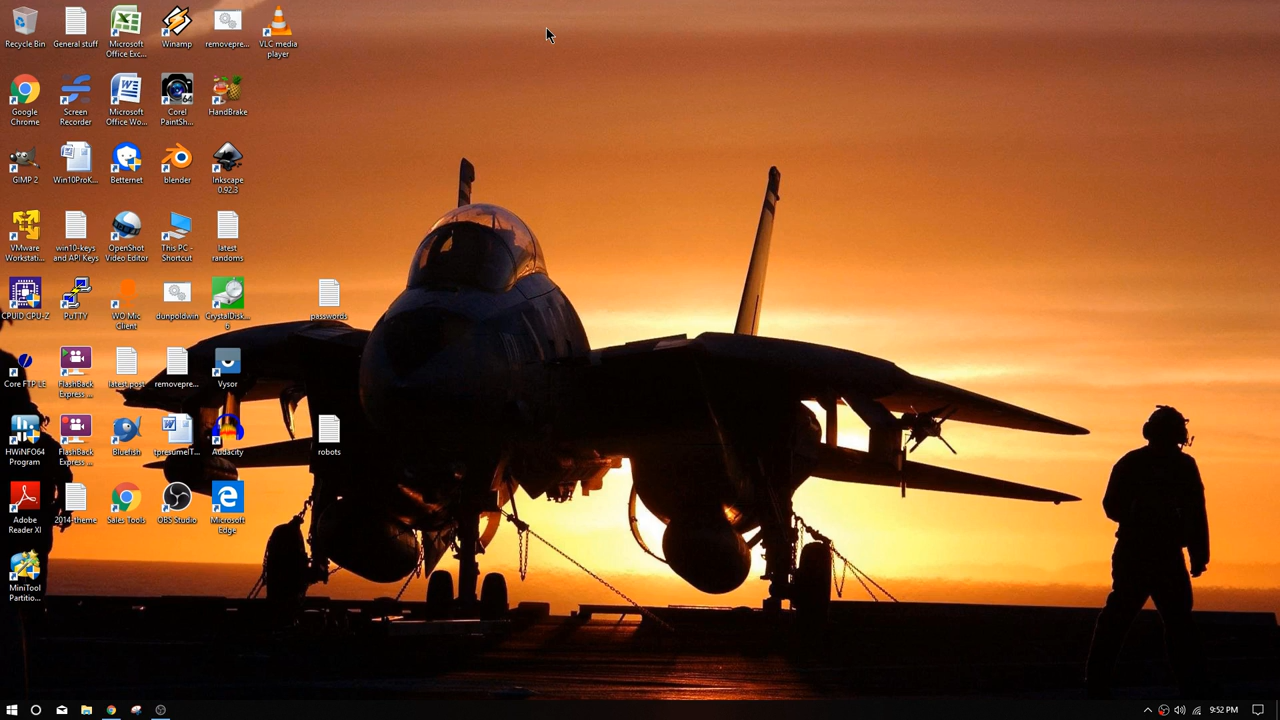 Recycle Bin
General stuff
Microsoft
Office Exc...
Winamp
removepre...
VLC media
player
Google
Chrome
Screen
Recorder
Microsoft
Office Wo...
Corel
PaintSh...
HandBrake
GIMP 2
Win10ProK...
Betternet
blender
Inkscape
0.92.3
VMware
Workstati...
win10-keys
and API Keys
OpenShot
Video Editor
This PC -
Shortcut
latest
randoms
CPUID CPU-Z
PuTTY
WO Mic
Client
dunpoldwin
CrystalDisk...
6
passwords
Core FTP LE
FlashBack
Express ...
latestpost
removepre...
Vysor
HWiNFO64
Program
FlashBack
Express ...
Bluefish
tpresumeT...
Audacity
robots
Adobe
Reader XI
2014-theme
Sales Tools
OBS Studio
Microsoft
Edge
MiniTool
Partitio...
9:52 PM